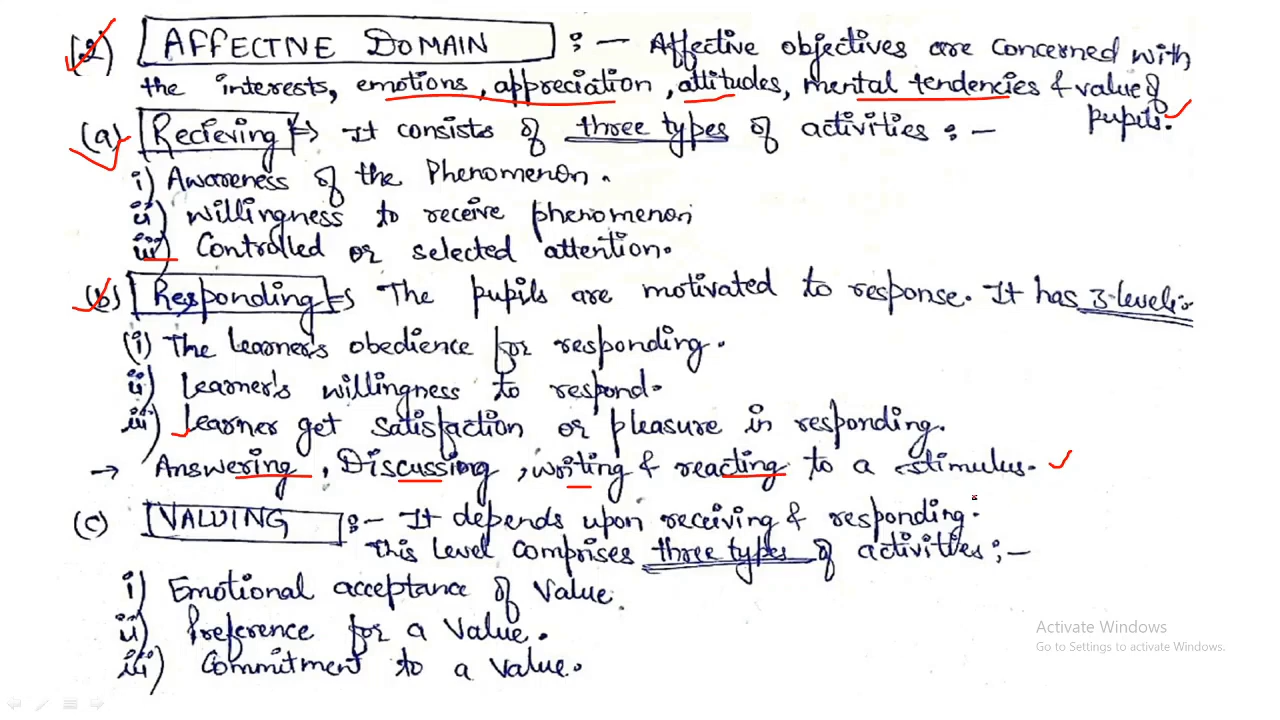 (2) AFFECTIVE DOMAIN :- Affective objectives are concerned with
the interests, emotions, appreciation, attitudes, mental tendencies & value of
pupils.
(a) Recieving => It consists of three types of activities :-
i) Awareness of the Phenomenon.
ii) Willingness to receive phenomenon
iii) Controlled or selected attention.
(b) Responding => The pupils are motivated to response. It has 3-levels:-
(i) The Learner's obedience for responding.
ii) Learner's willingness to respond.
iii) Learner get satisfaction or pleasure in responding.
→ Answering, Discussing, writing & reacting to a stimulus.
(c) VALUING :- It depends upon receiving & responding.
This level comprises three types of activities :-
i) Emotional acceptance of Value.
ii) Preference for a Value.
iii) Commitment to a value.
Activate Windows
Go to Settings to activate Windows.